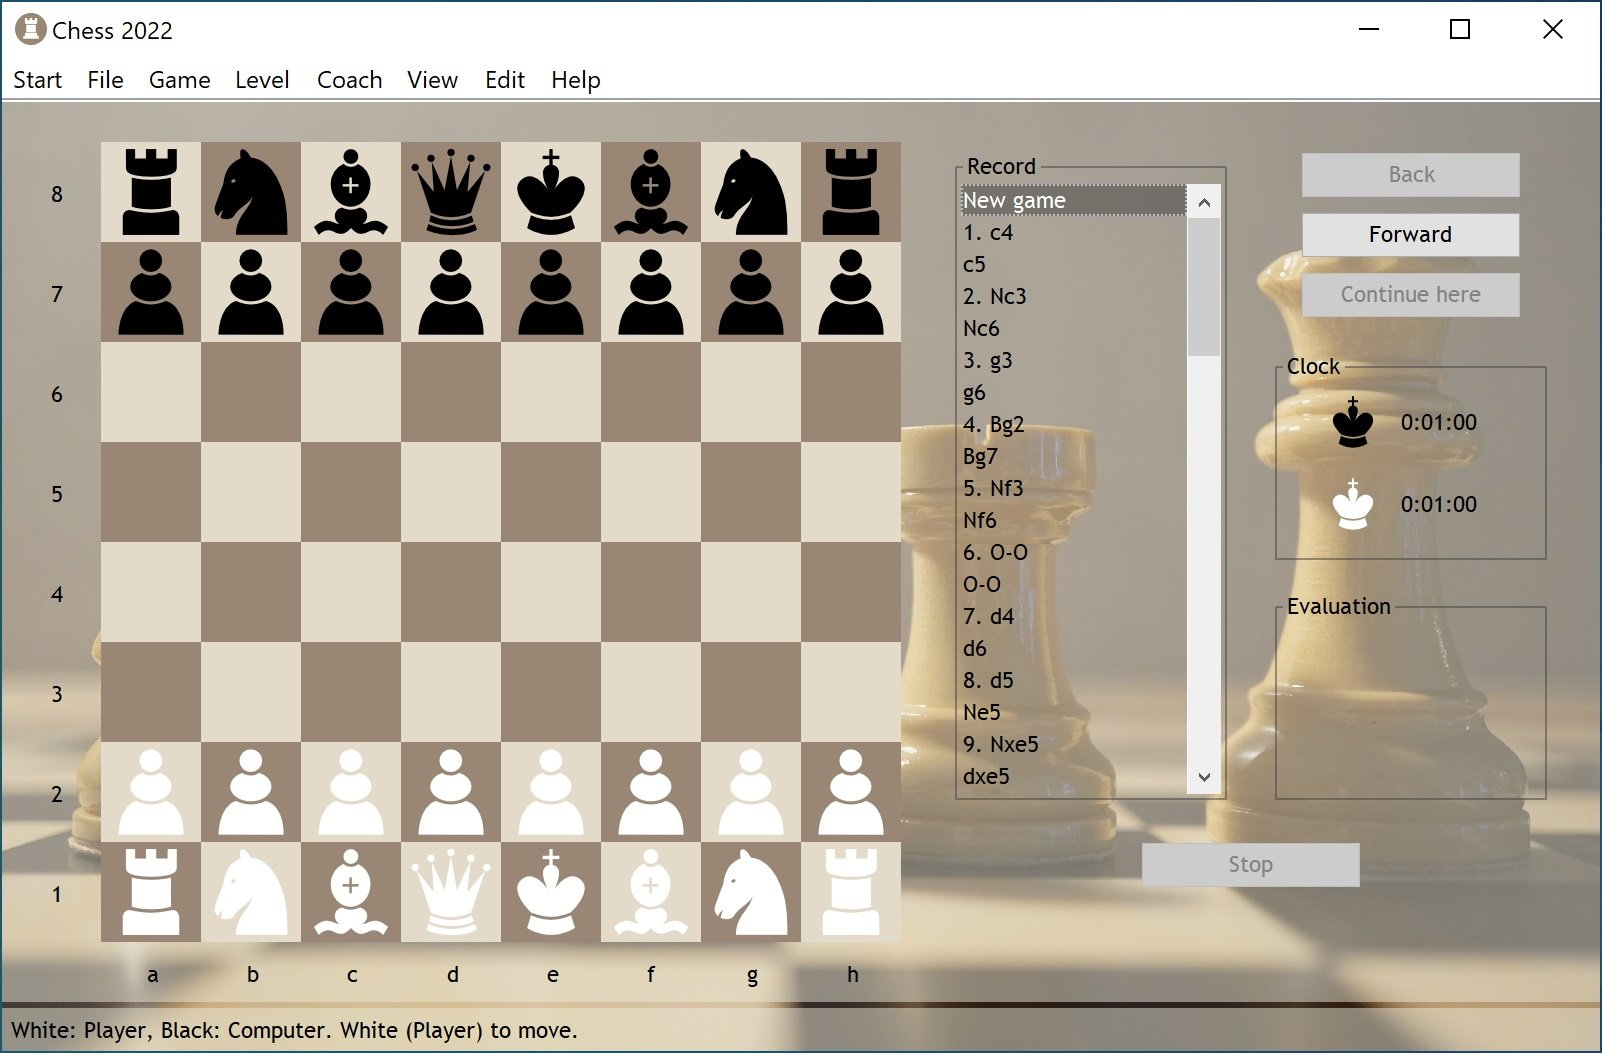 Chess 2022
Start File Game Level Coach View Edit Help
8
7
6
5
4
3
2
1
a b c d e f g h
Record
New game
1. c4
c5
2. Nc3
Nc6
3. g3
g6
4. Bg2
Bg7
5. Nf3
Nf6
6. O-O
O-O
7. d4
d6
8. d5
Ne5
9. Nxe5
dxe5
Back
Forward
Continue here
Clock
0:01:00
0:01:00
Evaluation
Stop
White: Player, Black: Computer. White (Player) to move.